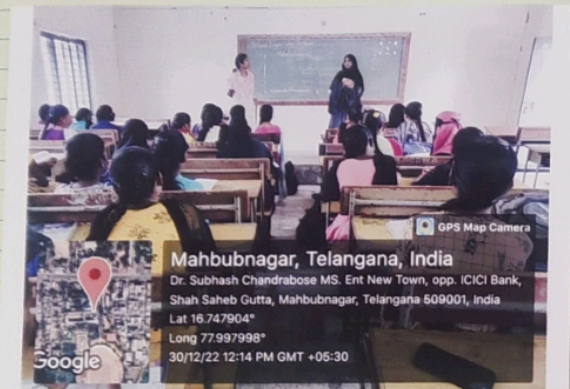 GPS Map Camera
Mahbubnagar, Telangana, India
Dr. Subhash Chandrabose MS. Ent New Town, opp. ICICI Bank,
Shah Saheb Gutta, Mahbubnagar, Telangana 509001, India
Lat 16.747904°
Long 77.997998°
30/12/22 12:14 PM GMT +05:30
Google